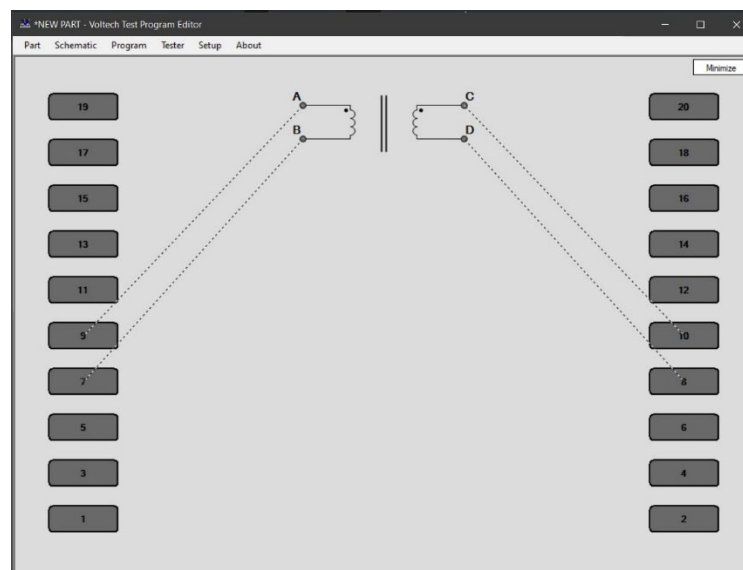 *NEW PART - Voltech Test Program Editor
Part Schematic Program Tester Setup About
Minimize
19 A C 20
17 B D 18
15 16
13 14
11 12
9 10
7 8
5 6
3 4
1 2